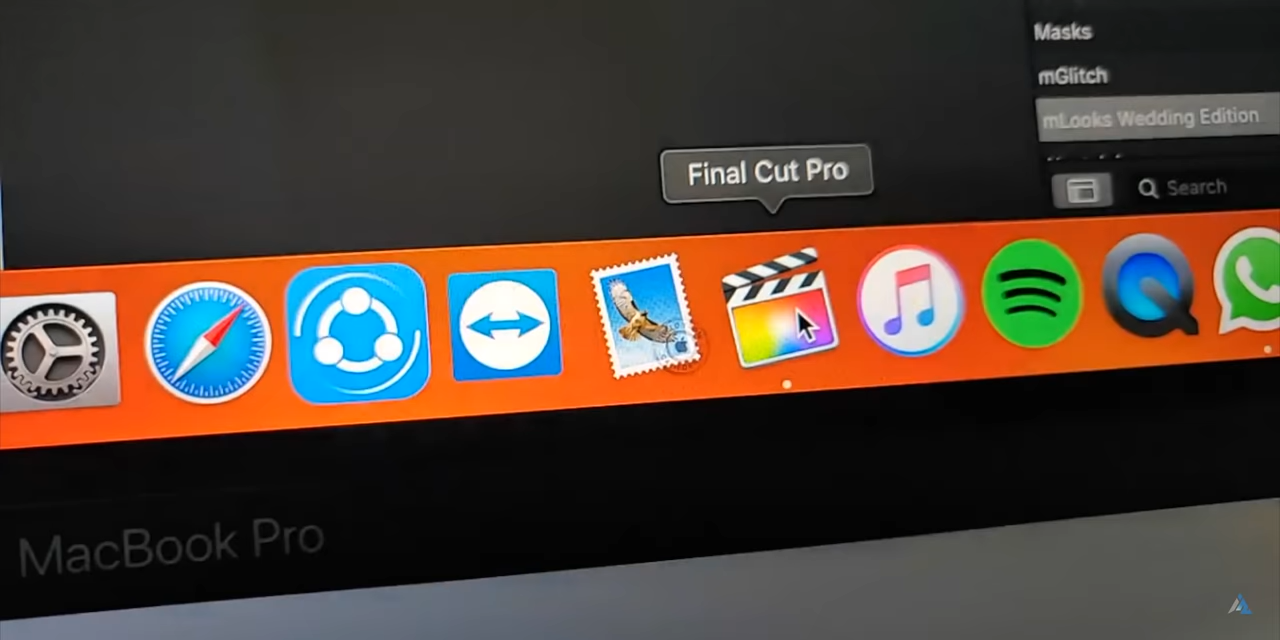 Masks
mGlitch
mLooks Wedding Edition
Final Cut Pro
Search
MacBook Pro